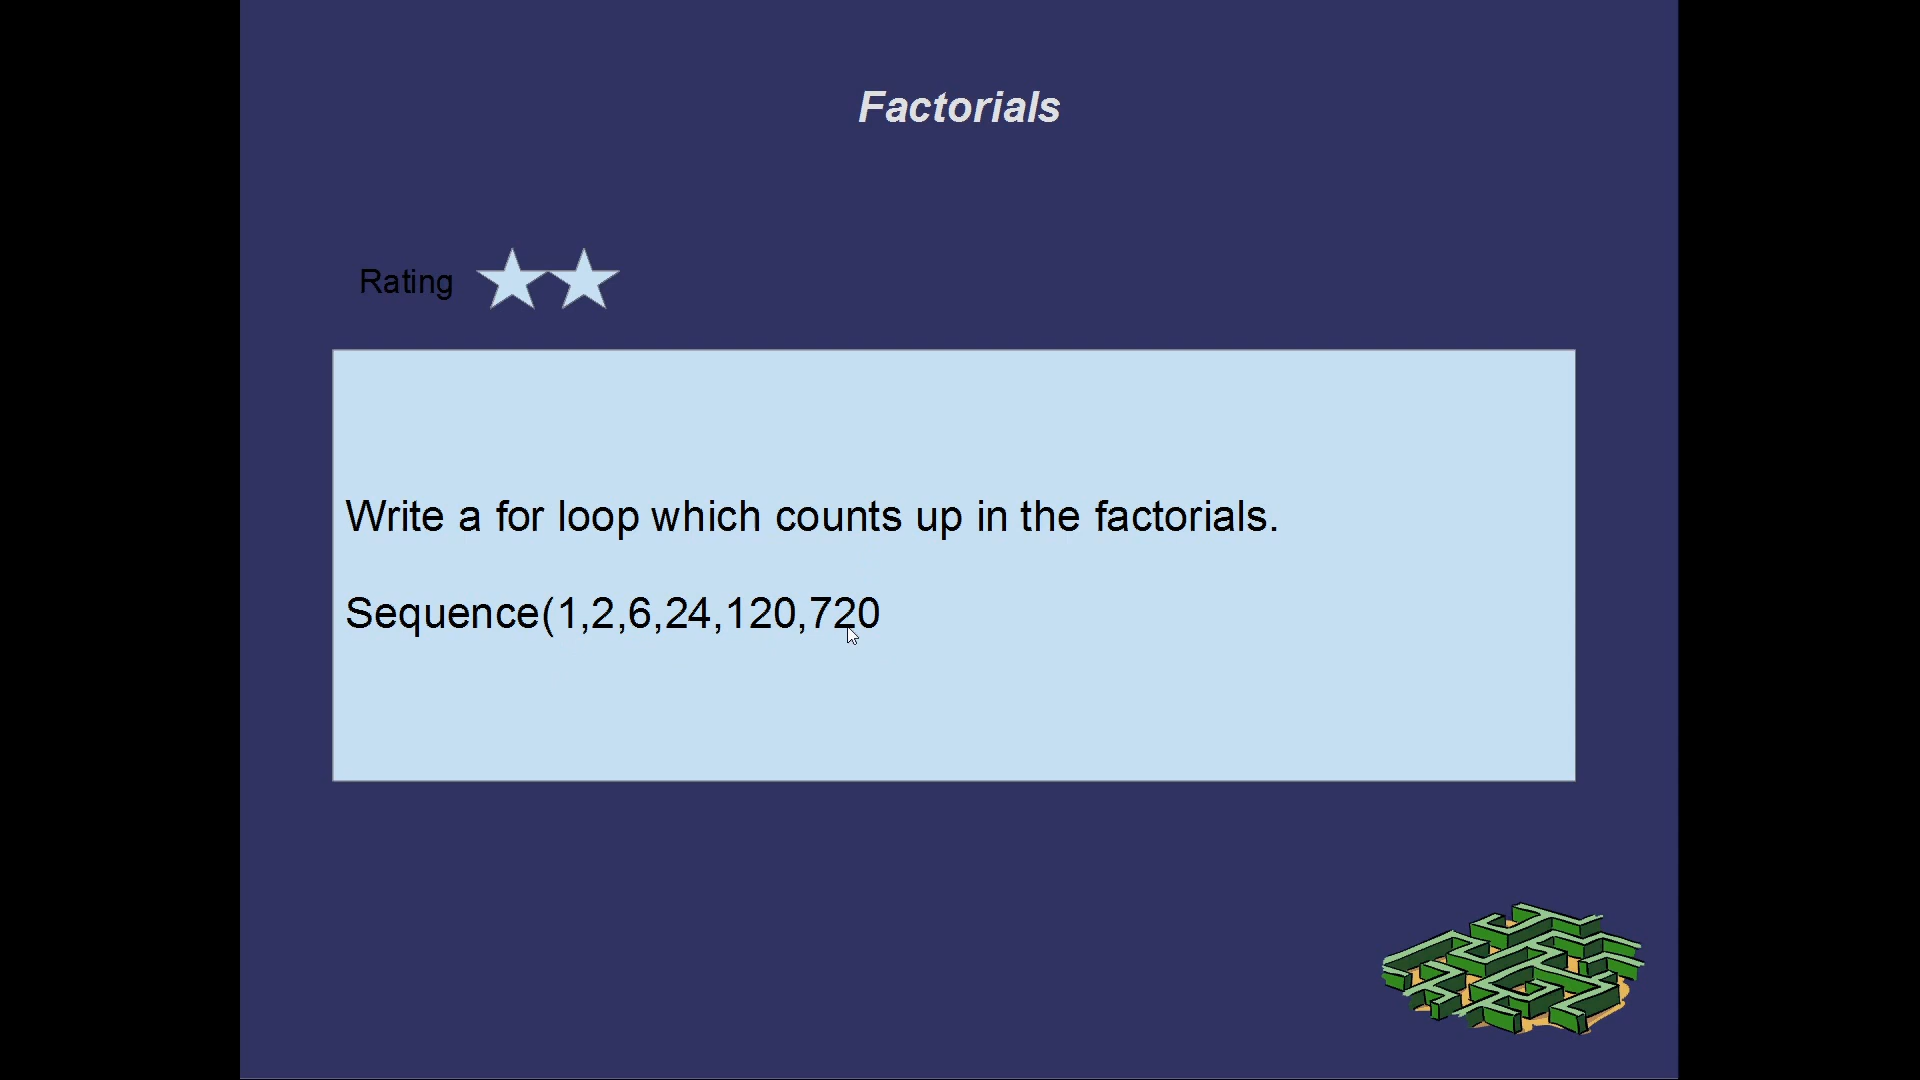 Factorials
Rating
Write a for loop which counts up in the factorials.
Sequence(1,2,6,24,120,720